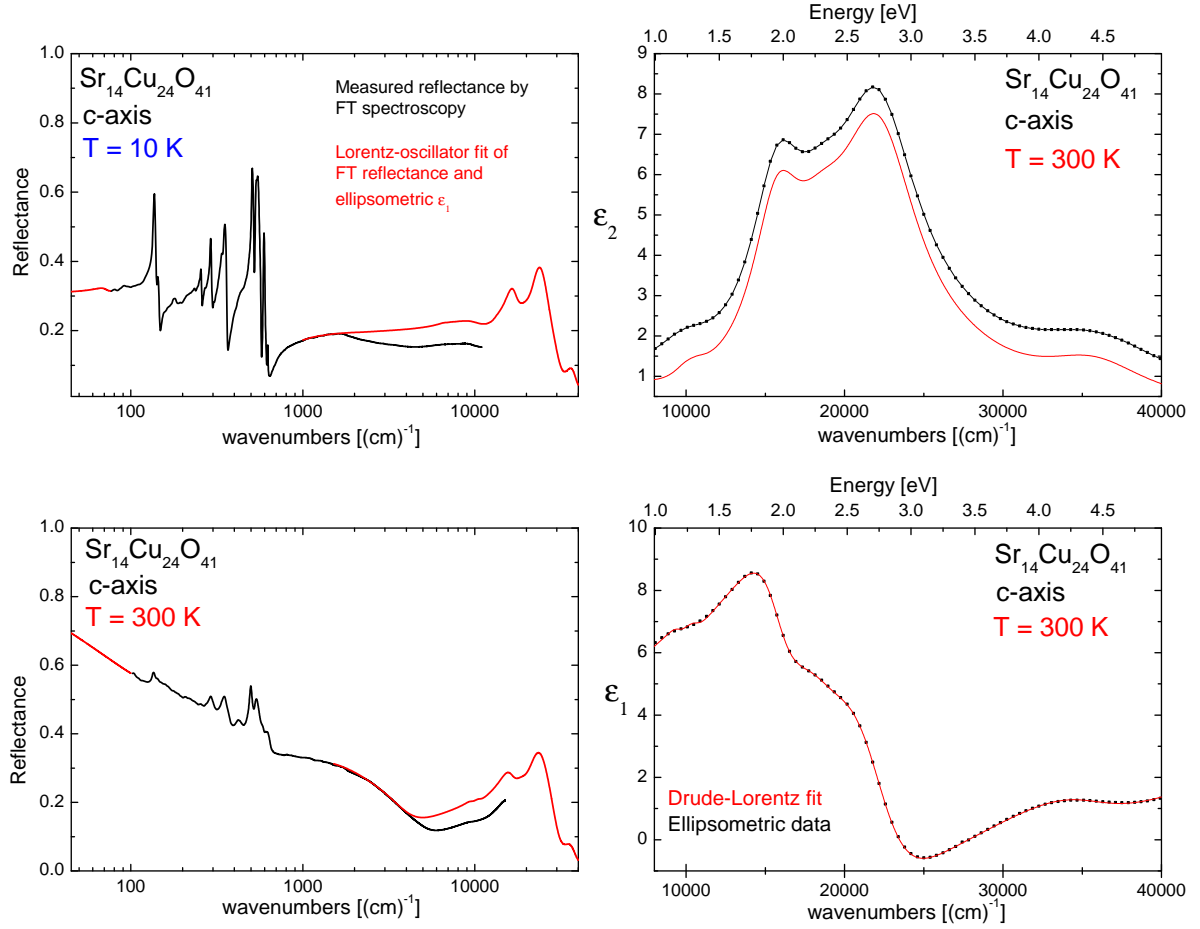 1.0
0.8
0.6
0.4
0.2
Reflectance
Sr14Cu24O41
c-axis
T = 10 K
Measured reflectance by
FT spectroscopy
Lorentz-oscillator fit of
FT reflectance and
ellipsometric ε1
100 1000 10000
wavenumbers [(cm)-1]
Energy [eV]
1.0 1.5 2.0 2.5 3.0 3.5 4.0 4.5
9
8
7
6
5
4
3
2
1
ε2
Sr14Cu24O41
c-axis
T = 300 K
10000 20000 30000 40000
wavenumbers [(cm)-1]
1.0
0.8
0.6
0.4
0.2
0.0
Reflectance
Sr14Cu24O41
c-axis
T = 300 K
100 1000 10000
wavenumbers [(cm)-1]
Energy [eV]
1.0 1.5 2.0 2.5 3.0 3.5 4.0 4.5
10
8
6
4
2
0
ε1
Sr14Cu24O41
c-axis
T = 300 K
Drude-Lorentz fit
Ellipsometric data
10000 20000 30000 40000
wavenumbers [(cm)-1]